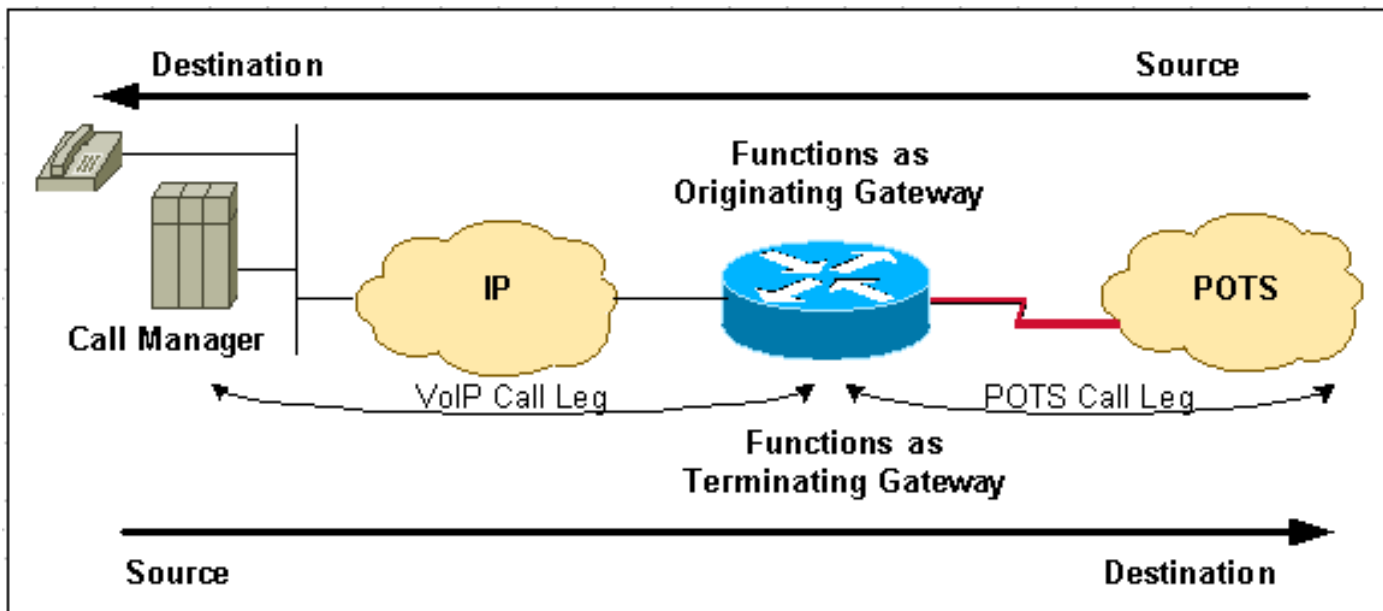 Destination
Source
Functions as
Originating Gateway
IP
POTS
Call Manager
VoIP Call Leg
POTS Call Leg
Functions as
Terminating Gateway
Source
Destination